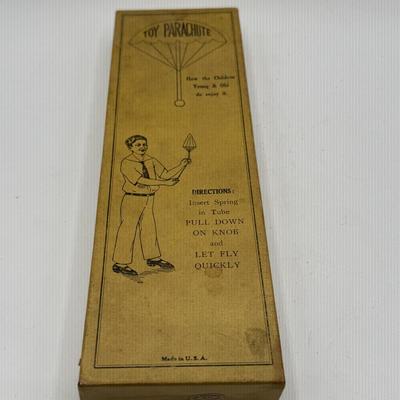 TOY PARACHUTE
How the Children
Young & Old
do enjoy it.
DIRECTIONS:
Insert Spring
in Tube
PULL DOWN
ON KNOB
and
LET FLY
QUICKLY
Made in U.S.A.